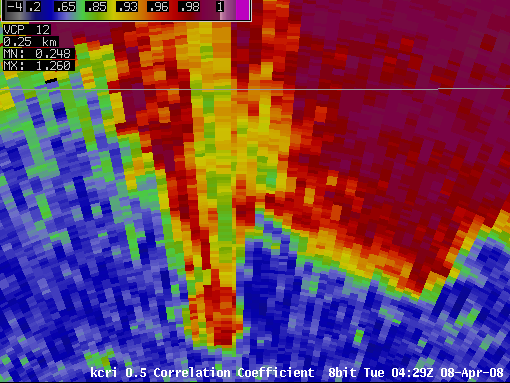 -4 .2 .65 .85 .93 .96 .98 1
VCP 12
0.25 km
MN: 0.248
MX: 1.260
kcri 0.5 Correlation Coefficient 8bit Tue 04:29Z 08-Apr-08